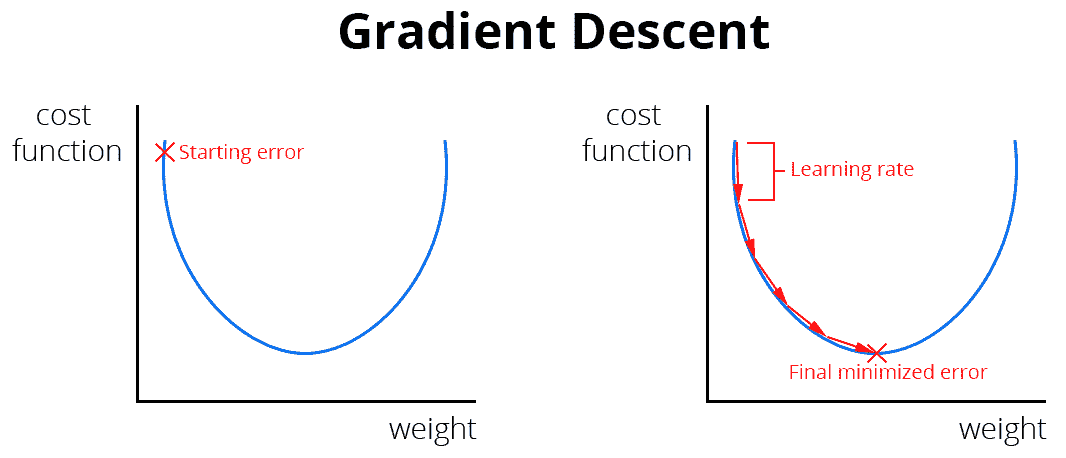 Gradient Descent
cost
function
Starting error
weight
cost
function
Learning rate
Final minimized error
weight